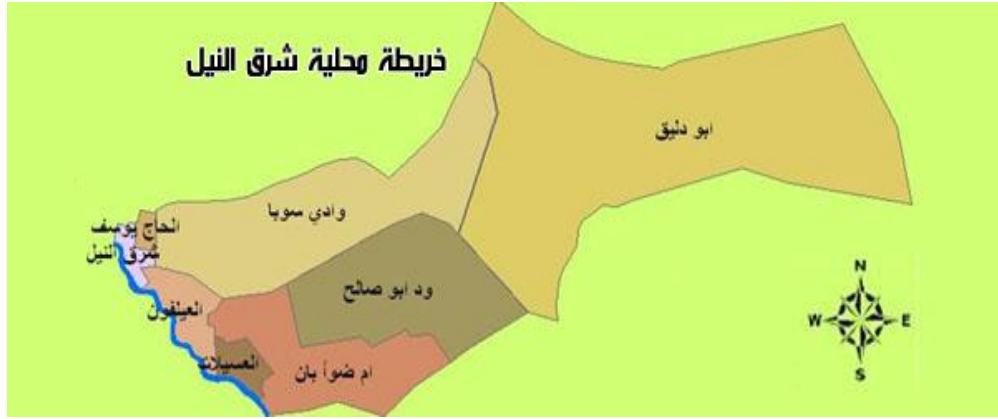 خريطة محلية شرق النيل
ابو دليق
وادي سوبا
الحاج يوسف
شرق النيل
ود ابو صالح
العيلفون
العسيلات
ام ضواً بان
N
W
E
S